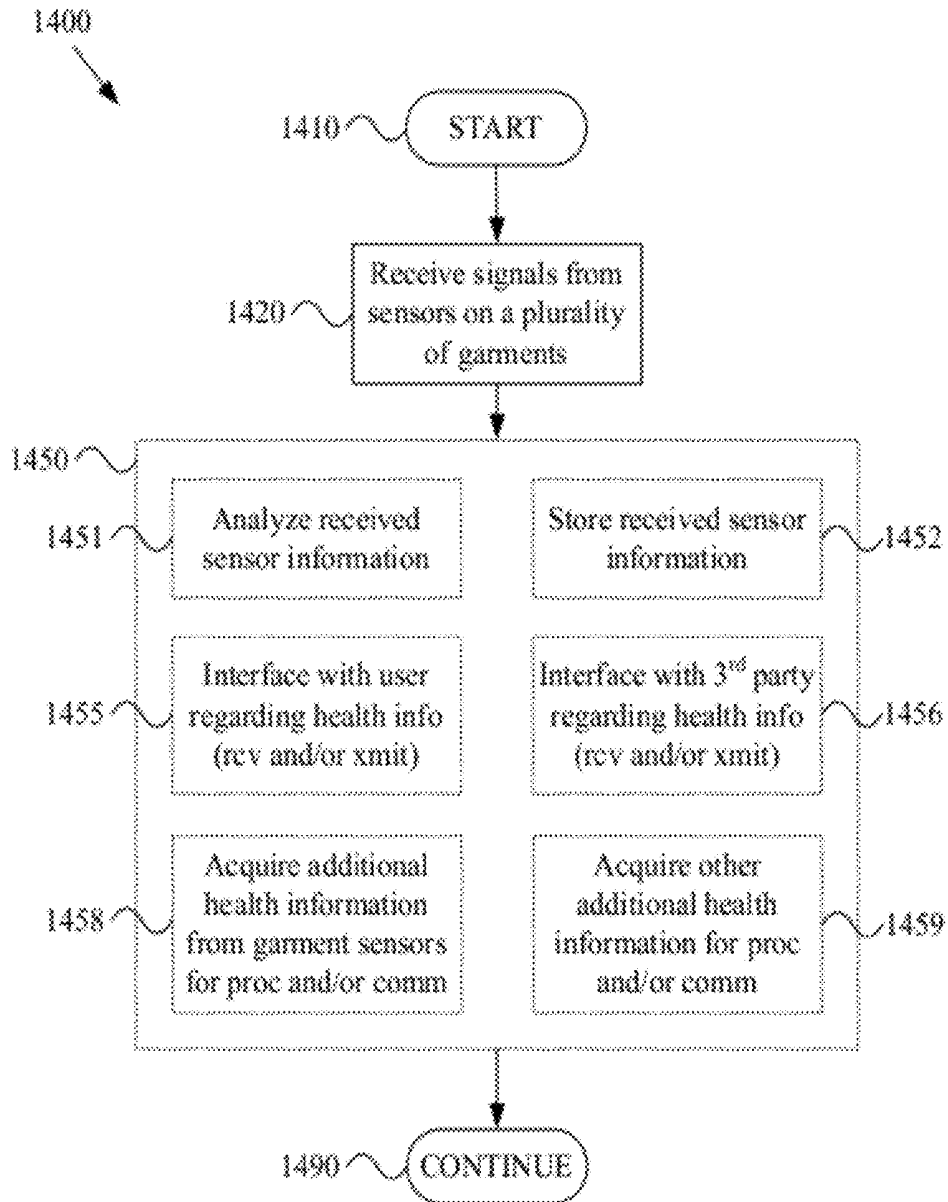 1400
1410
START
1420
Receive signals from
sensors on a plurality
of garments
1450
1451
Analyze received
sensor information
Store received sensor
information
1452
1455
Interface with user
regarding health info
(rcv and/or xmit)
Interface with 3rd party
regarding health info
(rcv and/or xmit)
1456
1458
Acquire additional
health information
from garment sensors
for proc and/or comm
Acquire other
additional health
information for proc
and/or comm
1459
1490
CONTINUE